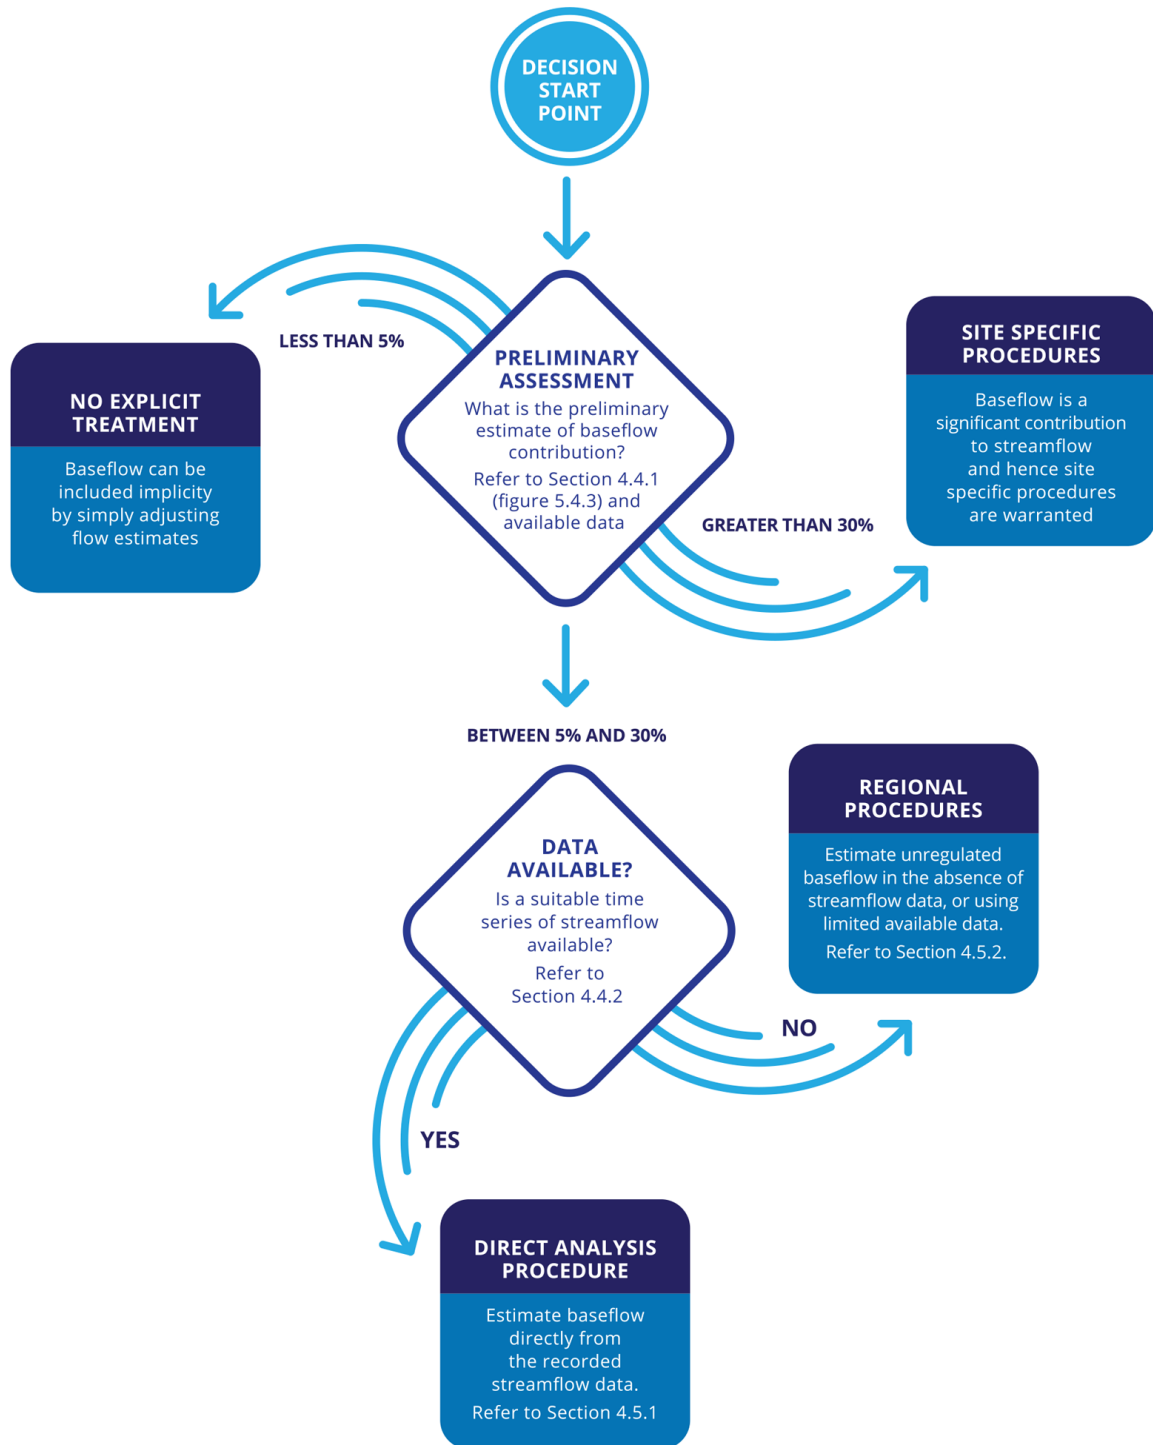 DECISION
START
POINT
LESS THAN 5%
NO EXPLICIT
TREATMENT
Baseflow can be
included implicity
by simply adjusting
flow estimates
PRELIMINARY
ASSESSMENT
What is the preliminary
estimate of baseflow
contribution?
Refer to Section 4.4.1
(figure 5.4.3) and
available data
GREATER THAN 30%
SITE SPECIFIC
PROCEDURES
Baseflow is a
significant contribution
to streamflow
and hence site
specific procedures
are warranted
BETWEEN 5% AND 30%
DATA
AVAILABLE?
Is a suitable time
series of streamflow
available?
Refer to
Section 4.4.2
NO
REGIONAL
PROCEDURES
Estimate unregulated
baseflow in the absence of
streamflow data, or using
limited available data.
Refer to Section 4.5.2.
YES
DIRECT ANALYSIS
PROCEDURE
Estimate baseflow
directly from
the recorded
streamflow data.
Refer to Section 4.5.1